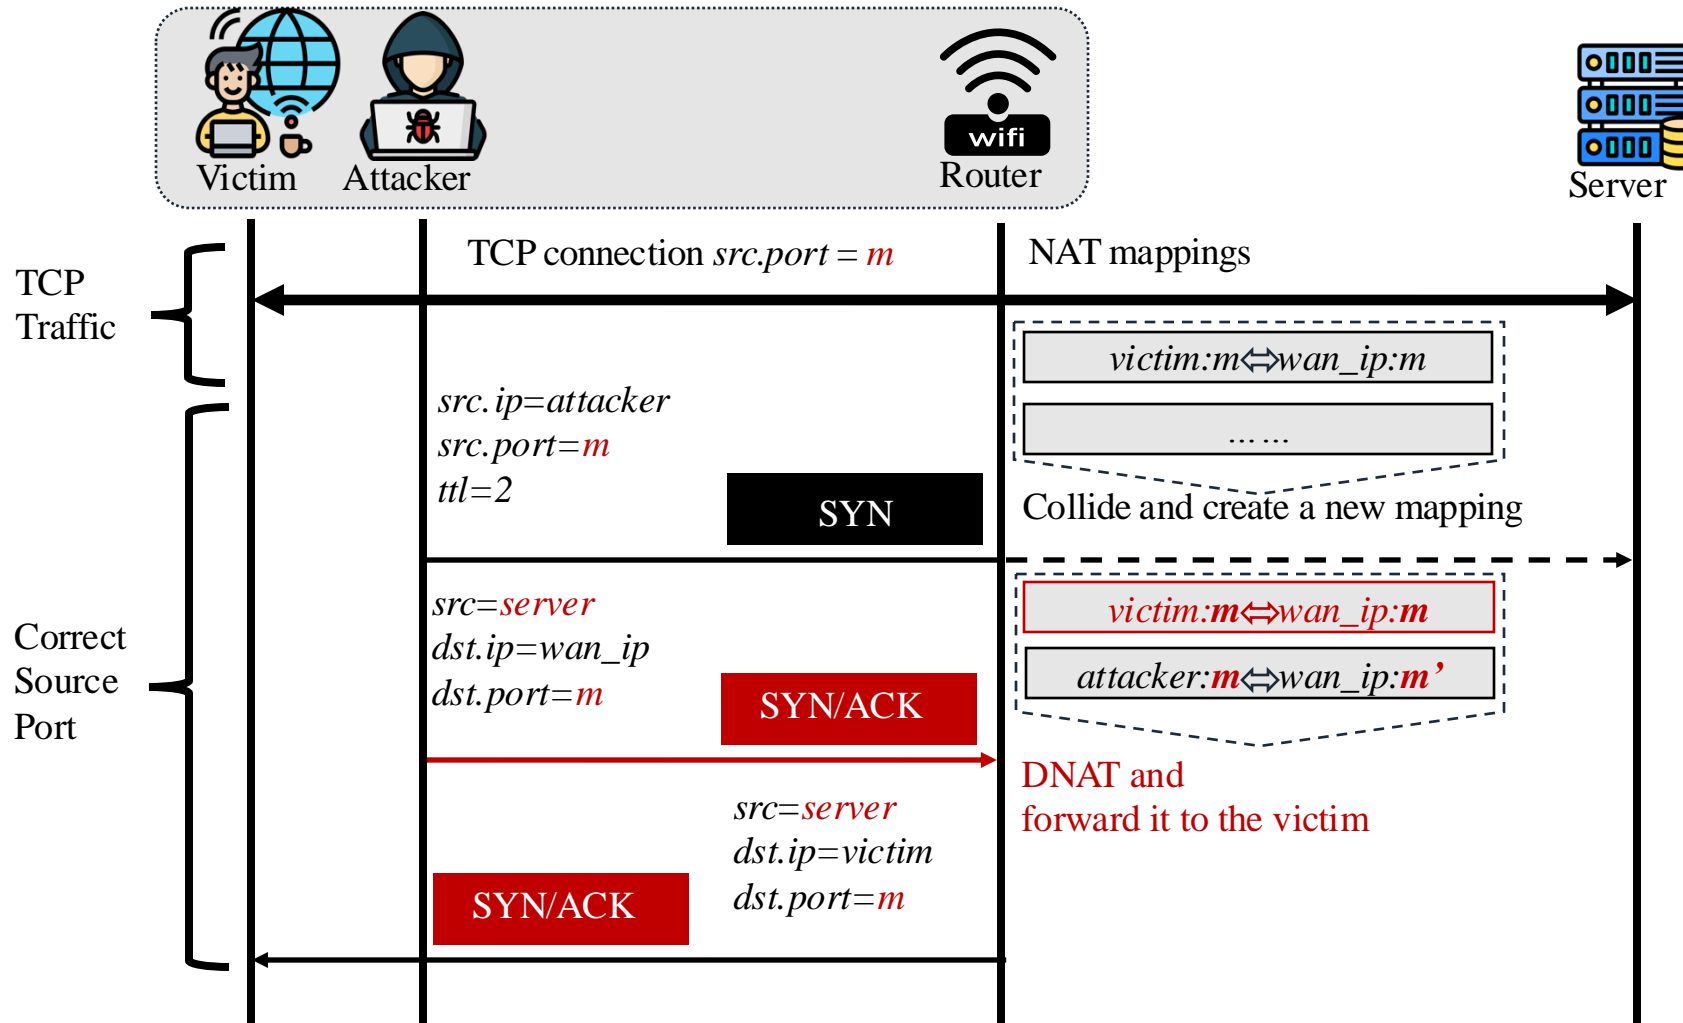 wifi
Victim
Attacker
Router
Server
TCP
Traffic
TCP connection src.port = m
NAT mappings
victim:m⇔wan_ip:m
……
src.ip=attacker
src.port=m
ttl=2
SYN
Collide and create a new mapping
Correct
Source
Port
src=server
dst.ip=wan_ip
dst.port=m
SYN/ACK
victim:m⇔wan_ip:m
attacker:m⇔wan_ip:m’
DNAT and
forward it to the victim
src=server
dst.ip=victim
dst.port=m
SYN/ACK